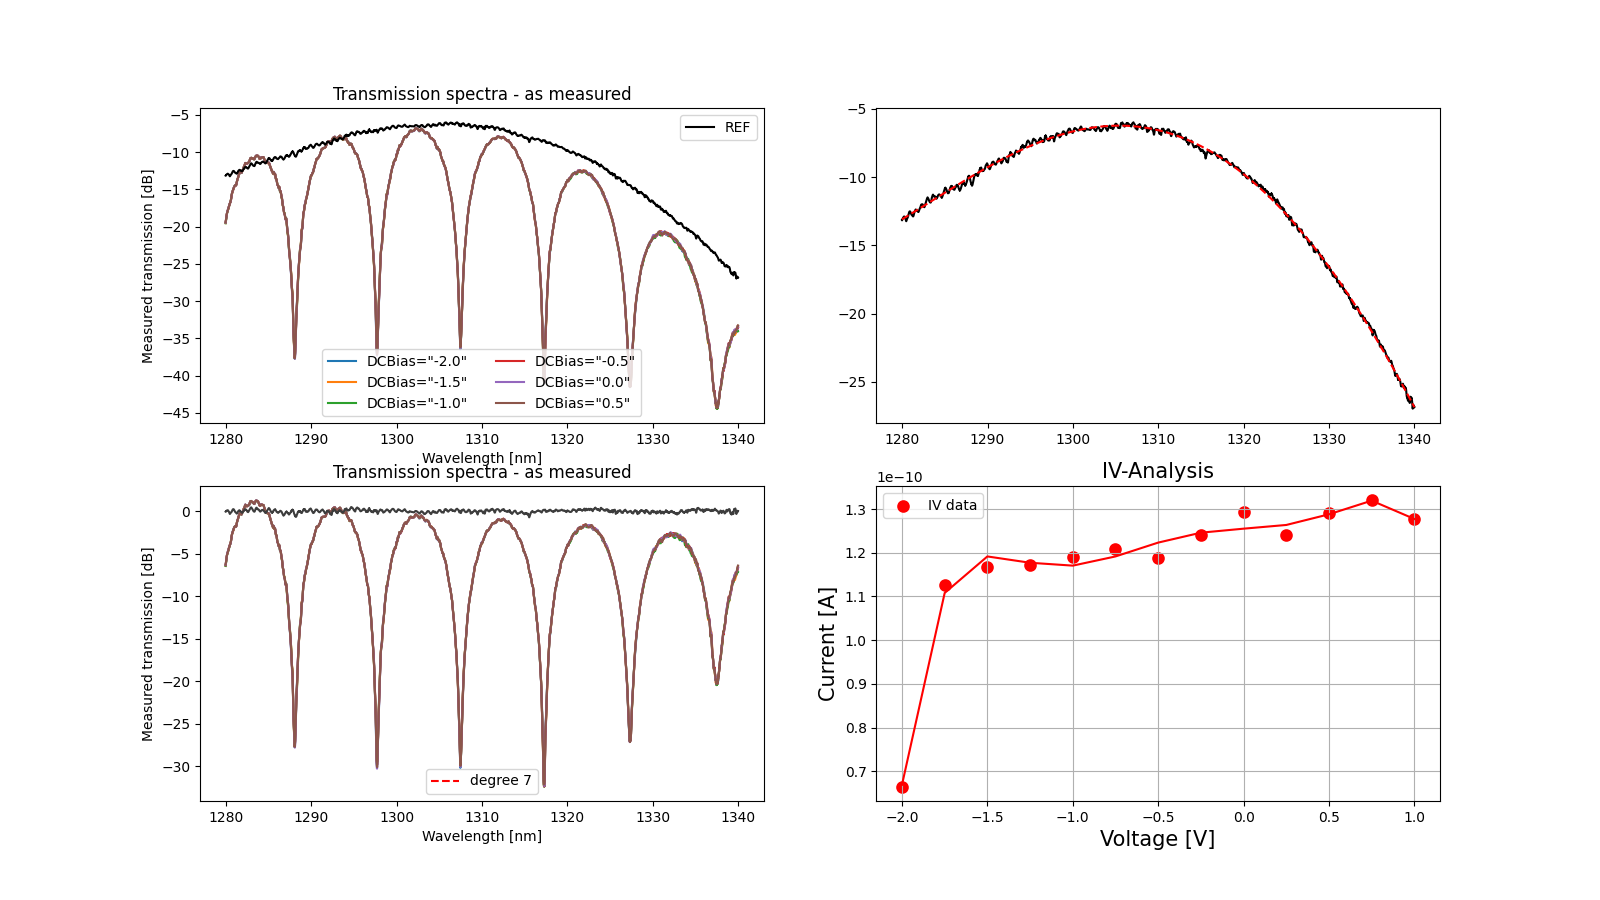 Transmission spectra - as measured
Measured transmission [dB]
−5
−10
−15
−20
−25
−30
−35
−40
−45
REF
DCBias="-2.0" DCBias="-0.5"
DCBias="-1.5" DCBias="0.0"
DCBias="-1.0" DCBias="0.5"
1280 1290 1300 1310 1320 1330 1340
Wavelength [nm]
−5
−10
−15
−20
−25
1280 1290 1300 1310 1320 1330 1340
Transmission spectra - as measured
Measured transmission [dB]
0
−5
−10
−15
−20
−25
−30
degree 7
1280 1290 1300 1310 1320 1330 1340
Wavelength [nm]
IV-Analysis
1e−10
Current [A]
1.3
1.2
1.1
1.0
0.9
0.8
0.7
IV data
−2.0 −1.5 −1.0 −0.5 0.0 0.5 1.0
Voltage [V]